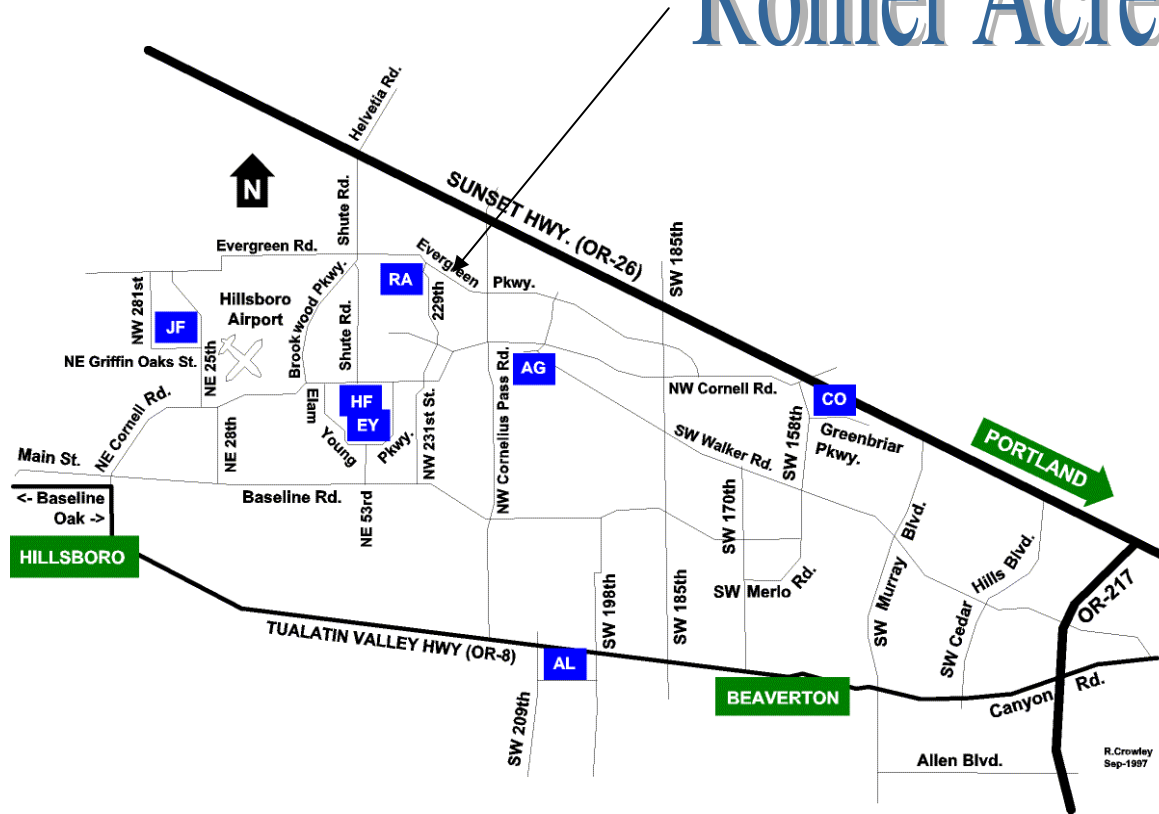 Helvetia Rd.
N
SUNSET HWY. (OR-26)
Shute Rd.
Evergreen Rd.
Evergreen
Pkwy.
SW 185th
RA
229th
Brookwood Pkwy.
Hillsboro
Airport
NW 281st
JF
NE Griffin Oaks St.
NE 25th
Shute Rd.
AG
NW Cornell Rd.
CO
HF
EY
Elam
Young
Pkwy.
NW 231st St.
NW Cornelius Pass Rd.
NE Cornell Rd.
NE 28th
SW Walker Rd.
SW 158th
Greenbriar
Pkwy.
PORTLAND
Main St.
<- Baseline
Oak ->
Baseline Rd.
NE 53rd
SW 170th
SW Murray
Blvd.
HILLSBORO
SW Merlo Rd.
SW Cedar
Hills Blvd.
OR-217
SW 198th
SW 185th
TUALATIN VALLEY HWY (OR-8)
AL
BEAVERTON
Canyon Rd.
SW 209th
Allen Blvd.
R.Crowley
Sep-1997